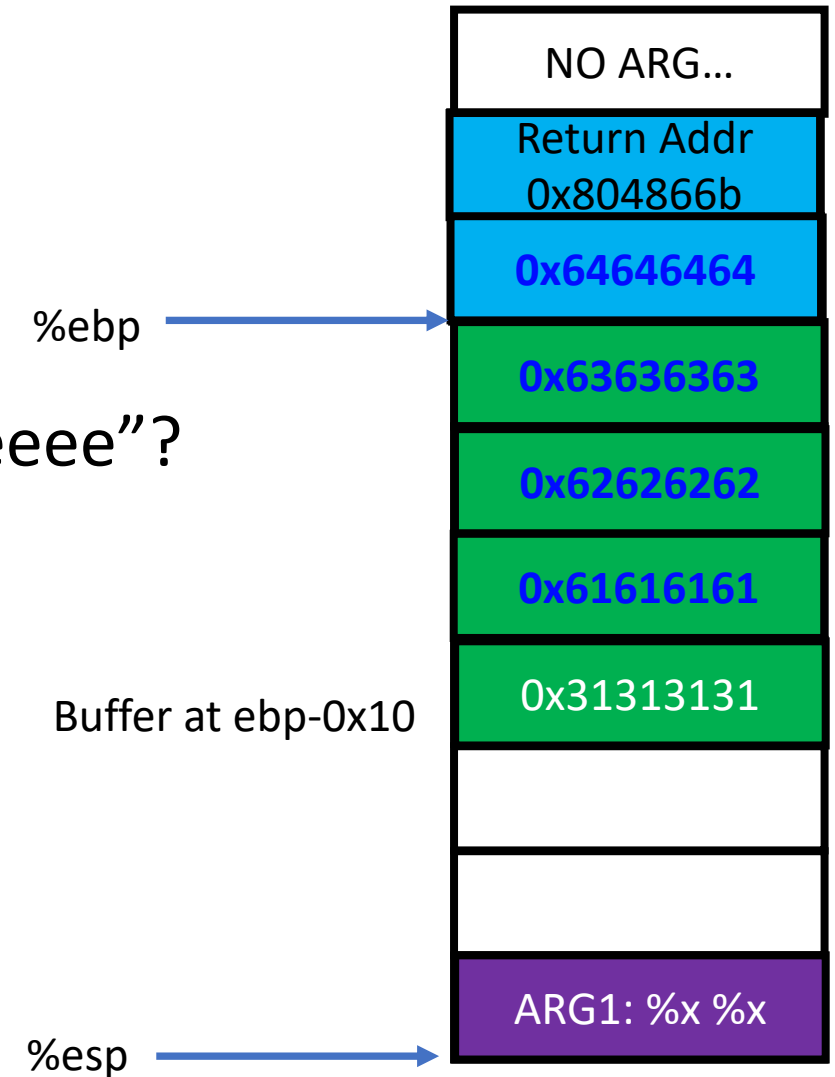 NO ARG...
Return Addr
0x804866b
0x64646464
%ebp
0x63636363
eeee”?
0x62626262
0x61616161
0x31313131
Buffer at ebp-0x10
ARG1: %x %x
%esp